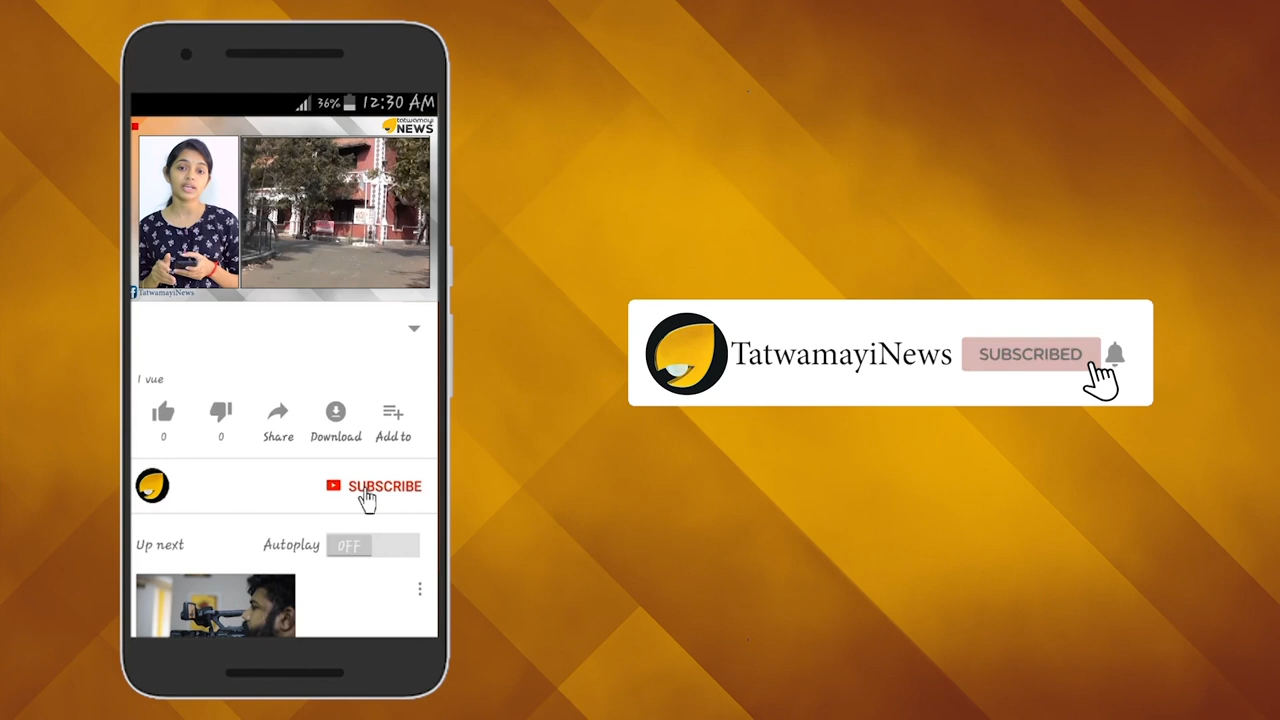 36% 12:30 AM
tatwamayi
NEWS
TatwamayiNews
1 vue
0 0 Share Download Add to
SUBSCRIBE
Up next Autoplay OFF
TatwamayiNews SUBSCRIBED